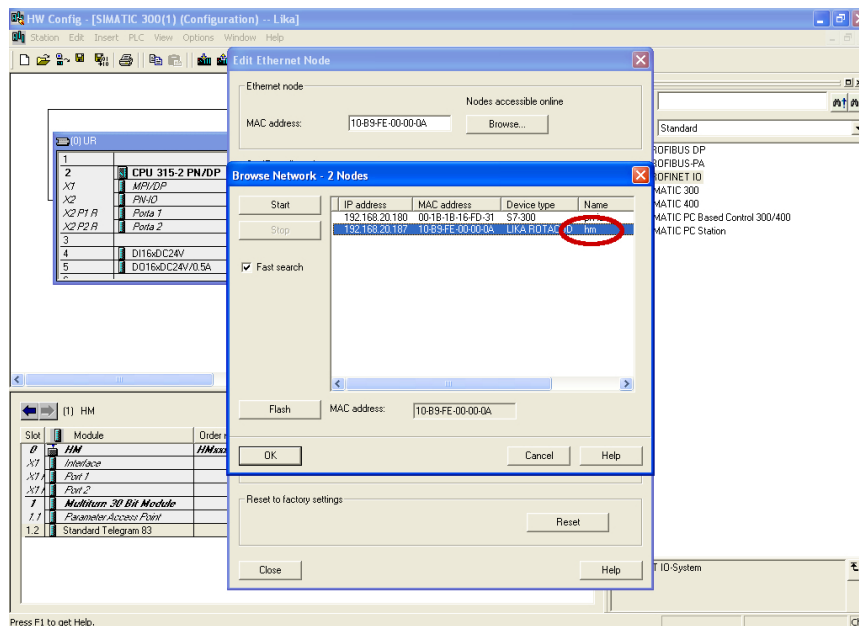 HW Config - [SIMATIC 300(1) (Configuration) -- Lika]
Station Edit Insert PLC View Options Window Help
(0) UR
1
2 CPU 315-2 PN/DP
X1 MPI/DP
X2 PN-IO
X2 P1 R Porta 1
X2 P2 R Porta 2
3
4 DI16xDC24V
5 DO16xDC24V/0.5A
Edit Ethernet Node
Ethernet node
Nodes accessible online
MAC address: 10-B9-FE-00-00-0A Browse...
Browse Network - 2 Nodes
Start
Stop
Fast search
IP address MAC address Device type Name
192.168.20.180 00-1B-1B-16-FD-31 S7-300
192.168.20.187 10-B9-FE-00-00-0A LIKA hm
Flash MAC address: 10-B9-FE-00-00-0A
OK Cancel Help
Reset to factory settings
Reset
Close Help
Standard
ROFIBUS DP
ROFIBUS-PA
ROFINET IO
MATIC 300
MATIC 400
MATIC PC Based Control 300/400
MATIC PC Station
(1) HM
Slot Module Order
0 HM
X1 Interface
X1 Port 1
X1 Port 2
1 Multiturn 30 Bit Module
1.1 Parameter Access Point
1.2 Standard Telegram 83
T IO-System
Press F1 to get Help.